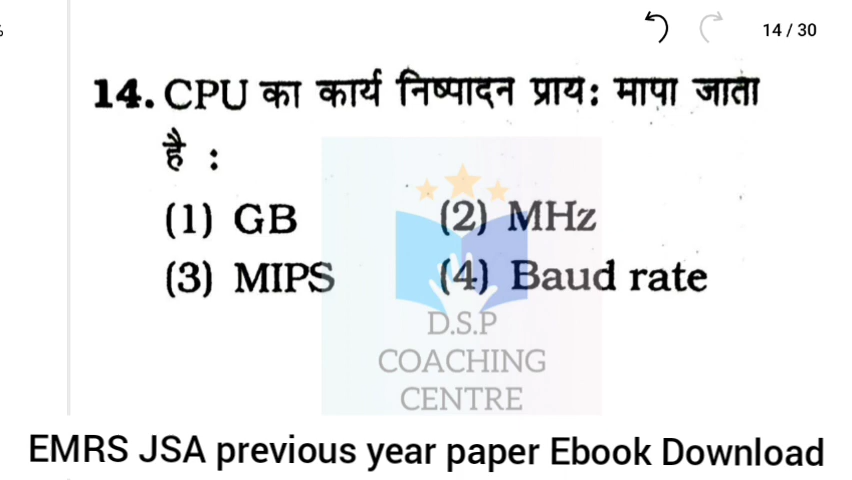 14 / 30
14. CPU का कार्य निष्पादन प्राय: मापा जाता
है :
(1) GB (2) MHz
(3) MIPS (4) Baud rate
D.S.P
COACHING
CENTRE
EMRS JSA previous year paper Ebook Download